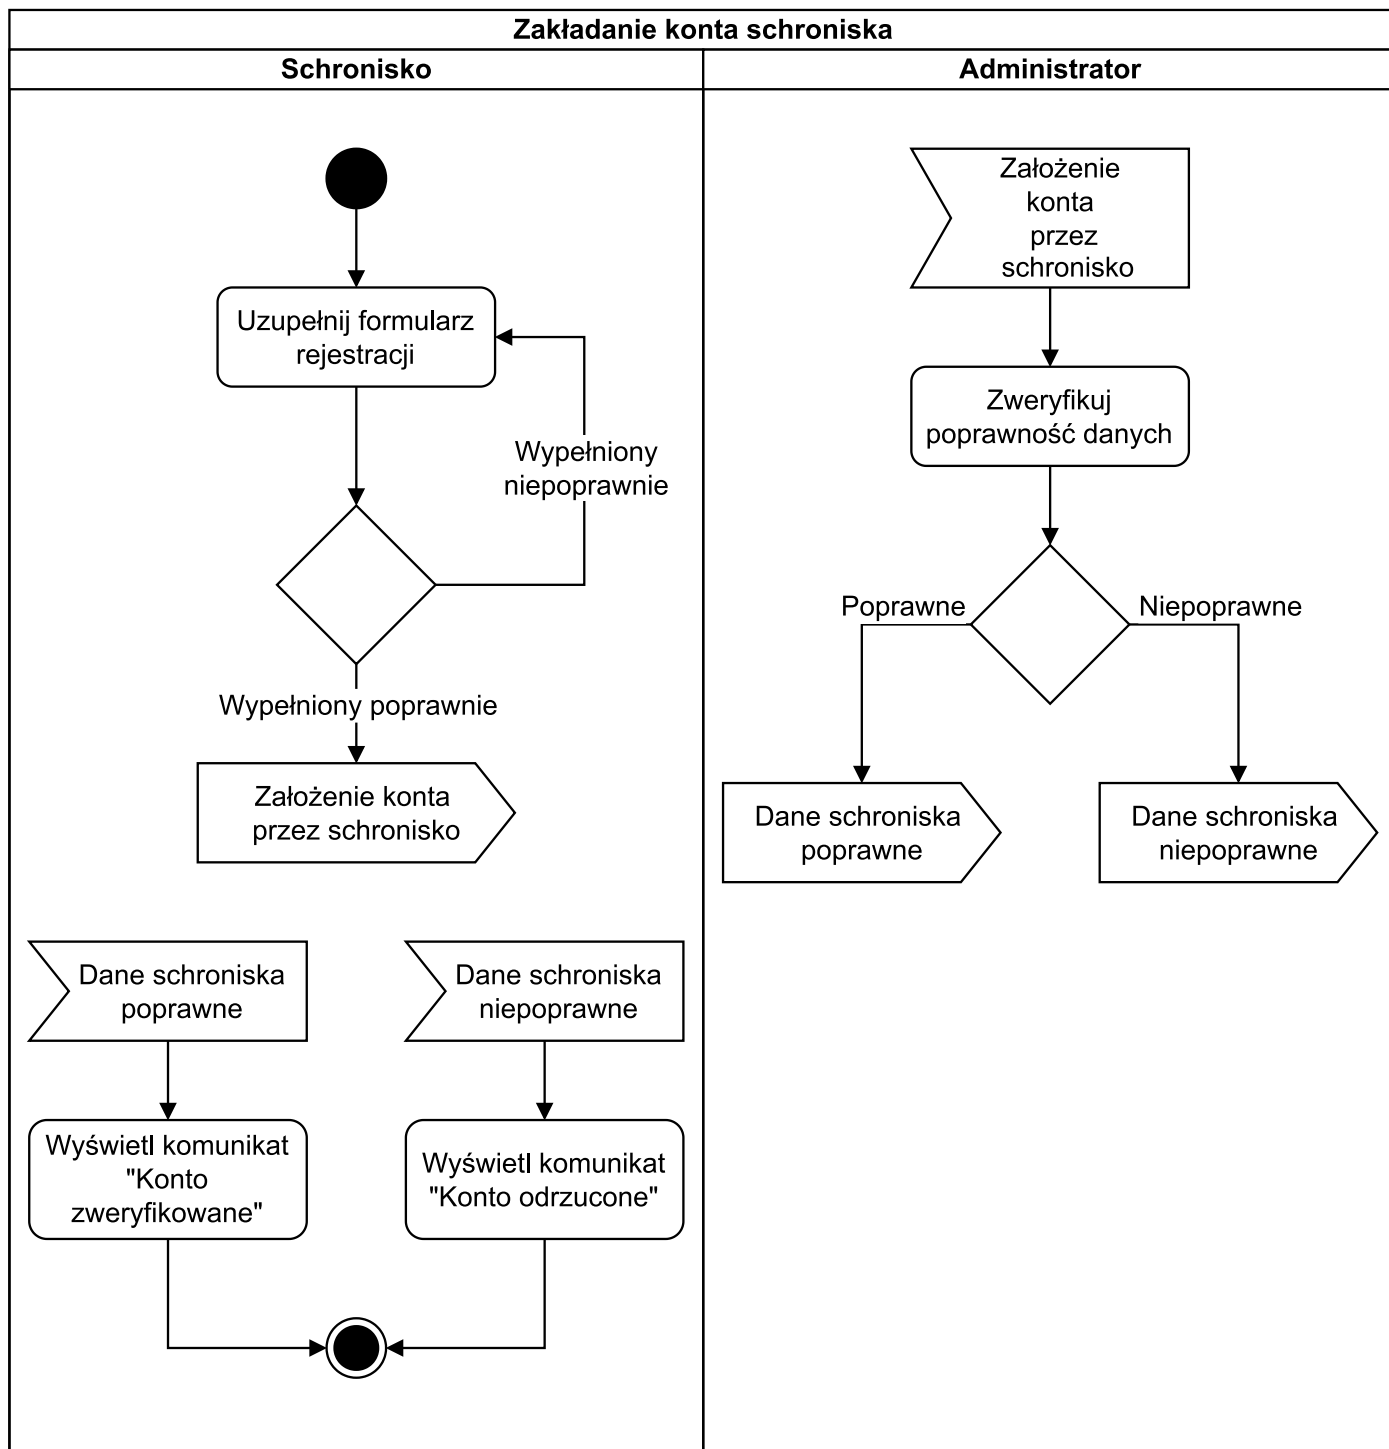 Zakładanie konta schroniska
Schronisko
Administrator
Uzupełnij formularz
rejestracji
Wypełniony
niepoprawnie
Wypełniony poprawnie
Założenie konta
przez schronisko
Dane schroniska
poprawne
Dane schroniska
niepoprawne
Wyświetl komunikat
"Konto
zweryfikowane"
Wyświetl komunikat
"Konto odrzucone"
Założenie
konta
przez
schronisko
Zweryfikuj
poprawność danych
Poprawne
Niepoprawne
Dane schroniska
poprawne
Dane schroniska
niepoprawne